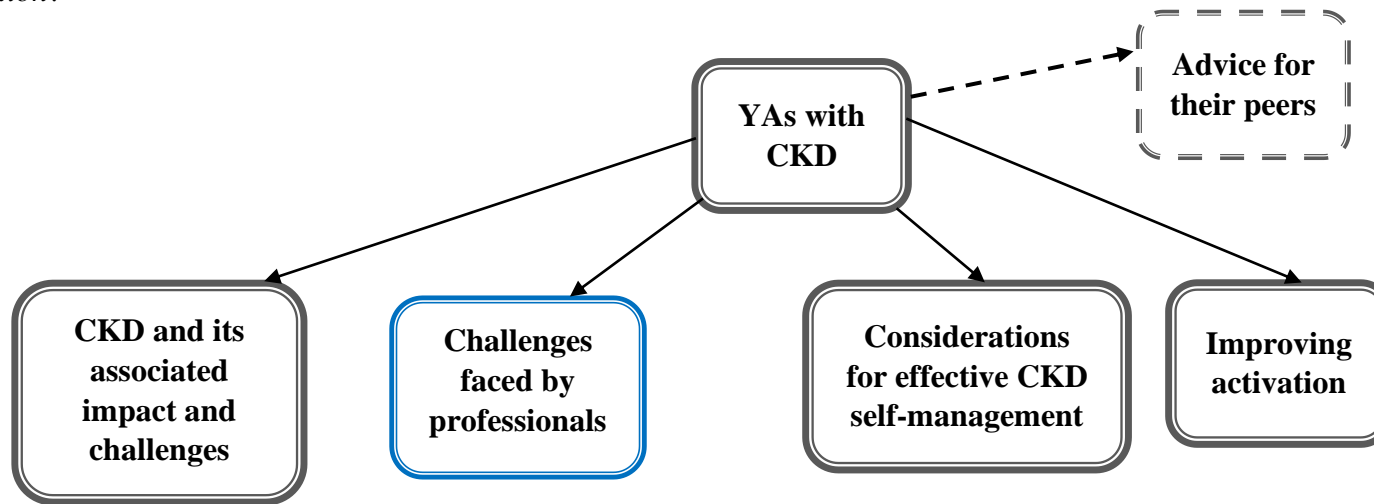 Advice for
their peers
YAs with
CKD
CKD and its
associated
impact and
challenges
Challenges
faced by
professionals
Considerations
for effective CKD
self-management
Improving
activation